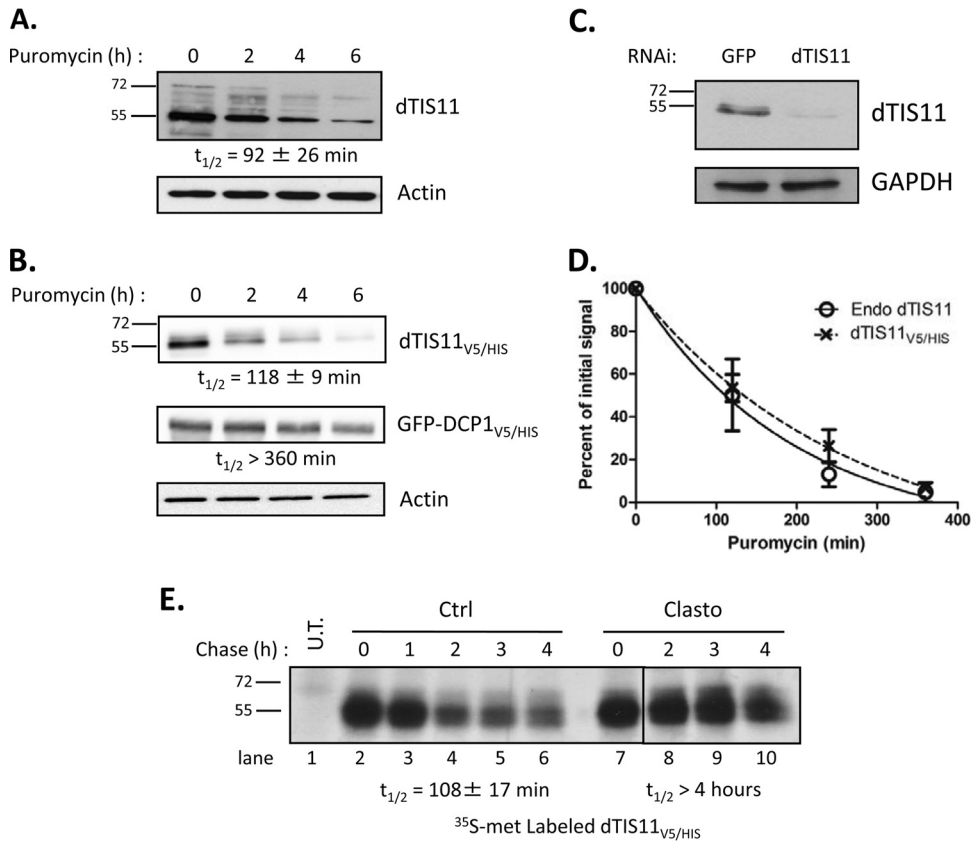 A.
Puromycin (h) : 0 2 4 6
72
55
dTIS11
t1/2 = 92 ± 26 min
Actin
B.
Puromycin (h) : 0 2 4 6
72
55
dTIS11V5/HIS
t1/2 = 118 ± 9 min
GFP-DCP1V5/HIS
t1/2 > 360 min
Actin
C.
RNAi: GFP dTIS11
72
55
dTIS11
GAPDH
D.
Percent of initial signal
100
80
60
40
20
0
0 100 200 300 400
Puromycin (min)
Endo dTIS11
dTIS11V5/HIS
E.
U.T.
Ctrl Clasto
Chase (h) : 0 1 2 3 4 0 2 3 4
72
55
lane 1 2 3 4 5 6 7 8 9 10
t1/2 = 108 ± 17 min t1/2 > 4 hours
35S-met Labeled dTIS11V5/HIS